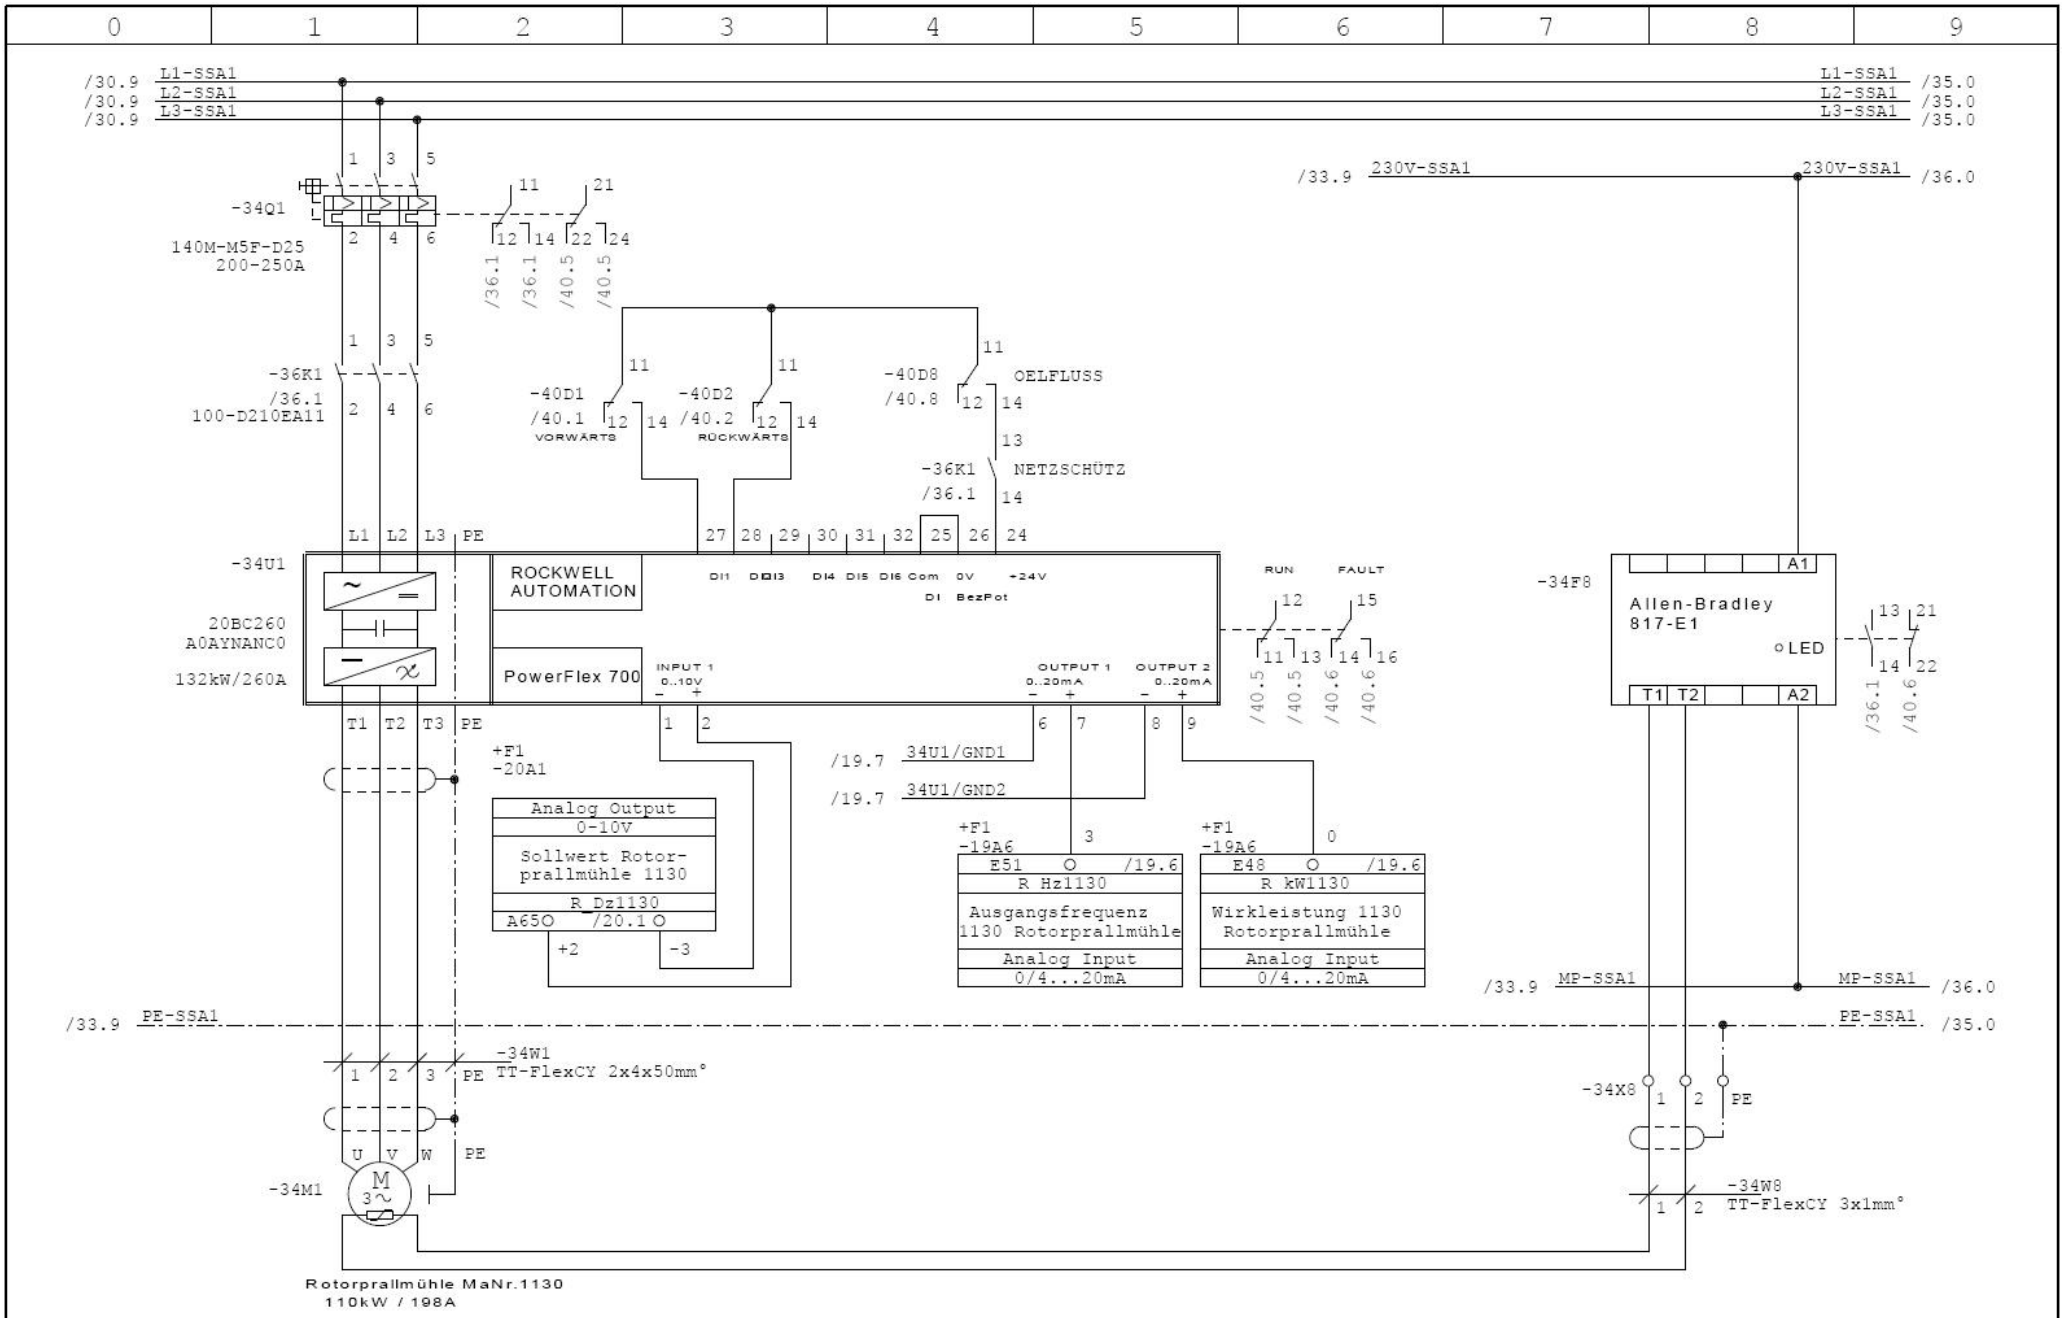 0 1 2 3 4 5 6 7 8 9
/30.9 L1-SSA1 L1-SSA1 /35.0
/30.9 L2-SSA1 L2-SSA1 /35.0
/30.9 L3-SSA1 L3-SSA1 /35.0
1 3 5
/33.9 230V-SSA1 230V-SSA1 /36.0
11 21
-34Q1
2 4 6
12 14 22 24
140M-M5F-D25
200-250A
/36.1 /36.1 /40.5 /40.5
1 3 5
11 11 11
-36K1
/36.1
100-D210EA11
2 4 6
-40D1
/40.1
12 14
VORWÄRTS
-40D2
/40.2
12 14
RÜCKWÄRTS
-40D8
/40.8
OELFLUSS
12 14
13
-36K1 NETZSCHÜTZ
/36.1
14
L1 L2 L3 PE
27 28 29 30 31 32 25 26 24
-34U1
ROCKWELL
AUTOMATION
DI1 DI3 DI4 DI5 DI6 Com 0V +24V
DI BezPot
20BC260
A0AYNANC0
132kW/260A
PowerFlex 700
INPUT 1
0..10V
- +
OUTPUT 1
0..20mA
- +
OUTPUT 2
0..20mA
- +
RUN FAULT
12 15
11 13 14 16
/40.5 /40.5 /40.6 /40.6
-34F8
A1
Allen-Bradley
817-E1
LED
T1 T2 A2
13 21
14 22
/36.1 /40.6
T1 T2 T3 PE
1 2 6 7 8 9
+F1
-20A1
Analog Output
0-10V
Sollwert Rotor-
prallmühle 1130
R_Dz1130
A65 /20.1
+2 -3
/19.7 34U1/GND1
/19.7 34U1/GND2
+F1
-19A6
3
E51 /19.6
R Hz1130
Ausgangsfrequenz
1130 Rotorprallmühle
Analog Input
0/4...20mA
+F1
-19A6
0
E48 /19.6
R kW1130
Wirkleistung 1130
Rotorprallmühle
Analog Input
0/4...20mA
/33.9 MP-SSA1 MP-SSA1 /36.0
/33.9 PE-SSA1 PE-SSA1 /35.0
-34W1
1 2 3 PE TT-FlexCY 2x4x50mm°
-34X8
1 2 PE
U V W PE
-34M1
M
3~
-34W8
1 2 TT-FlexCY 3x1mm°
Rotorprallmühle MaNr.1130
110kW / 198A